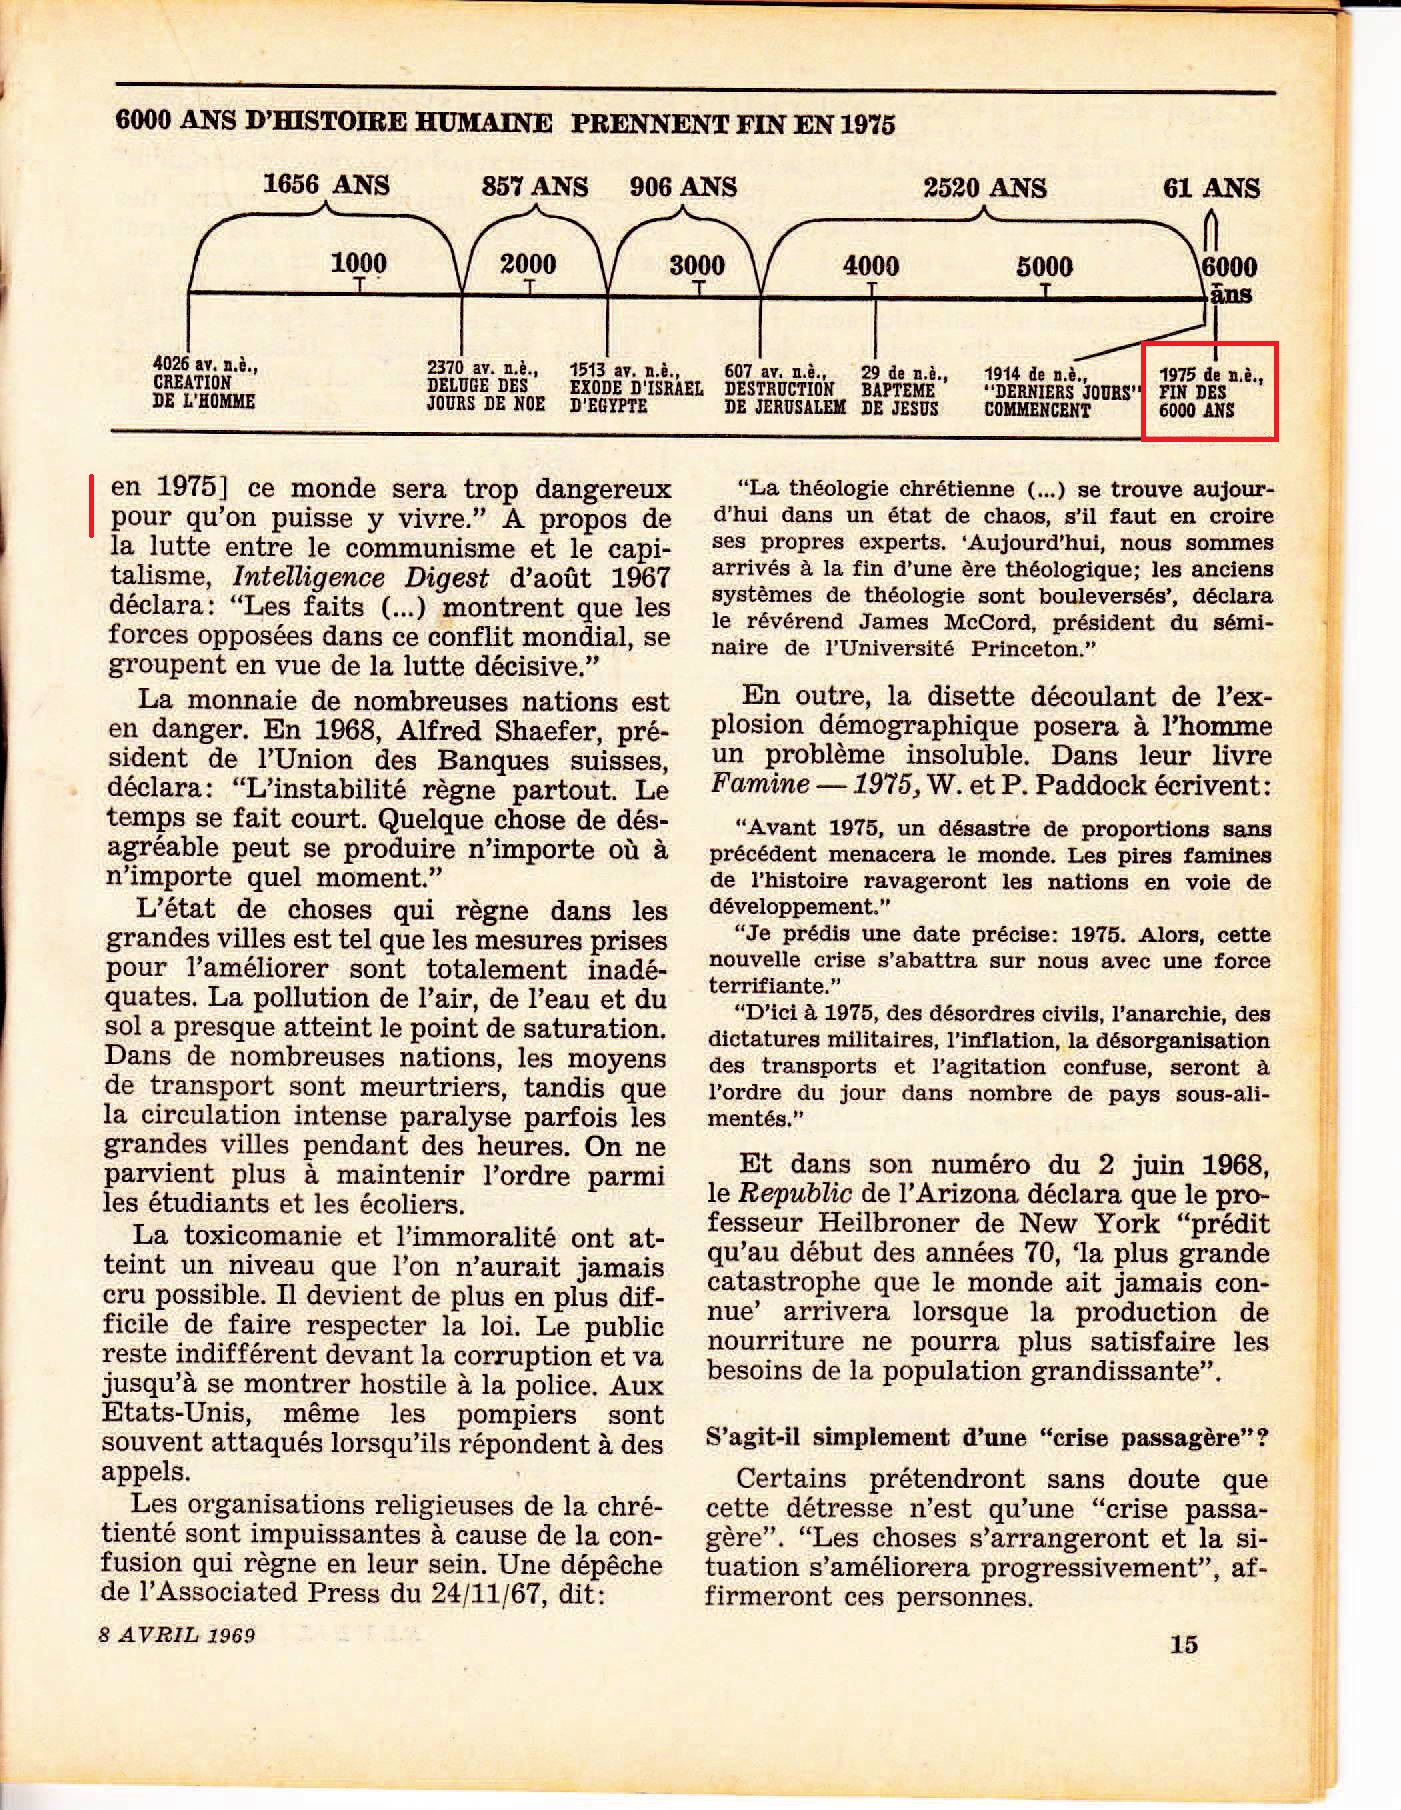 6000 ANS D'HISTOIRE HUMAINE PRENNENT FIN EN 1975
1656 ANS 857 ANS 906 ANS 2520 ANS 61 ANS
1000 2000 3000 4000 5000 6000
ans
4026 av. n.è.,
CREATION
DE L'HOMME
2370 av. n.è.,
DELUGE DES
JOURS DE NOE
1513 av. n.è.,
EXODE D'ISRAEL
D'EGYPTE
607 av. n.è.,
DESTRUCTION
DE JERUSALEM
29 de n.è.,
BAPTEME
DE JESUS
1914 de n.è.,
"DERNIERS JOURS"
COMMENCENT
1975 de n.è.,
FIN DES
6000 ANS
en 1975] ce monde sera trop dangereux
pour qu'on puisse y vivre.” A propos de
la lutte entre le communisme et le capi-
talisme, Intelligence Digest d'août 1967
déclara: “Les faits (...) montrent que les
forces opposées dans ce conflit mondial, se
groupent en vue de la lutte décisive.”
La monnaie de nombreuses nations est
en danger. En 1968, Alfred Shaefer, pré-
sident de l'Union des Banques suisses,
déclara: “L'instabilité règne partout. Le
temps se fait court. Quelque chose de dés-
agréable peut se produire n'importe où à
n'importe quel moment.”
L'état de choses qui règne dans les
grandes villes est tel que les mesures prises
pour l'améliorer sont totalement inadé-
quates. La pollution de l'air, de l'eau et du
sol a presque atteint le point de saturation.
Dans de nombreuses nations, les moyens
de transport sont meurtriers, tandis que
la circulation intense paralyse parfois les
grandes villes pendant des heures. On ne
parvient plus à maintenir l'ordre parmi
les étudiants et les écoliers.
La toxicomanie et l'immoralité ont at-
teint un niveau que l'on n'aurait jamais
cru possible. Il devient de plus en plus dif-
ficile de faire respecter la loi. Le public
reste indifférent devant la corruption et va
jusqu'à se montrer hostile à la police. Aux
Etats-Unis, même les pompiers sont
souvent attaqués lorsqu'ils répondent à des
appels.
Les organisations religieuses de la chré-
tienté sont impuissantes à cause de la con-
fusion qui règne en leur sein. Une dépêche
de l'Associated Press du 24/11/67, dit:
“La théologie chrétienne (...) se trouve aujour-
d'hui dans un état de chaos, s'il faut en croire
ses propres experts. ‘Aujourd'hui, nous sommes
arrivés à la fin d'une ère théologique; les anciens
systèmes de théologie sont bouleversés’, déclara
le révérend James McCord, président du sémi-
naire de l'Université Princeton.”
En outre, la disette découlant de l'ex-
plosion démographique posera à l'homme
un problème insoluble. Dans leur livre
Famine — 1975, W. et P. Paddock écrivent:
“Avant 1975, un désastre de proportions sans
précédent menacera le monde. Les pires famines
de l'histoire ravageront les nations en voie de
développement.”
“Je prédis une date précise: 1975. Alors, cette
nouvelle crise s'abattra sur nous avec une force
terrifiante.”
“D'ici à 1975, des désordres civils, l'anarchie, des
dictatures militaires, l'inflation, la désorganisation
des transports et l'agitation confuse, seront à
l'ordre du jour dans nombre de pays sous-ali-
mentés.”
Et dans son numéro du 2 juin 1968,
le Republic de l'Arizona déclara que le pro-
fesseur Heilbroner de New York “prédit
qu'au début des années 70, ‘la plus grande
catastrophe que le monde ait jamais con-
nue’ arrivera lorsque la production de
nourriture ne pourra plus satisfaire les
besoins de la population grandissante”.
S'agit-il simplement d'une “crise passagère”?
Certains prétendront sans doute que
cette détresse n'est qu'une “crise passa-
gère”. “Les choses s'arrangeront et la si-
tuation s'améliorera progressivement”, af-
firmeront ces personnes.
8 AVRIL 1969
15